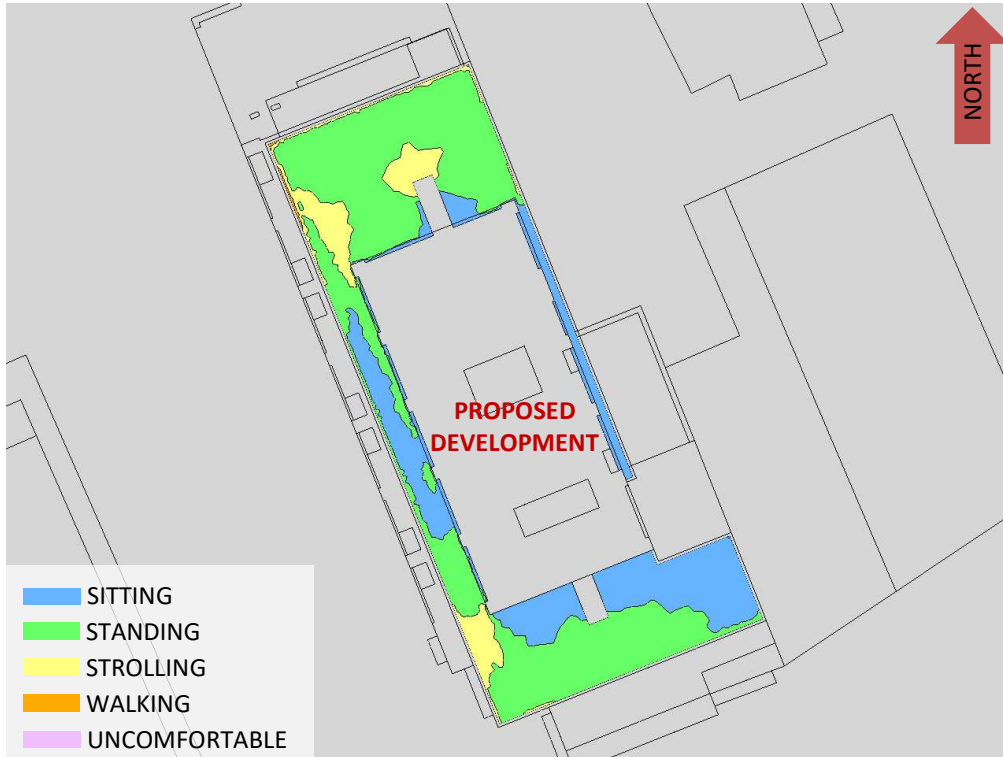 NORTH
PROPOSED
DEVELOPMENT
SITTING
STANDING
STROLLING
WALKING
UNCOMFORTABLE